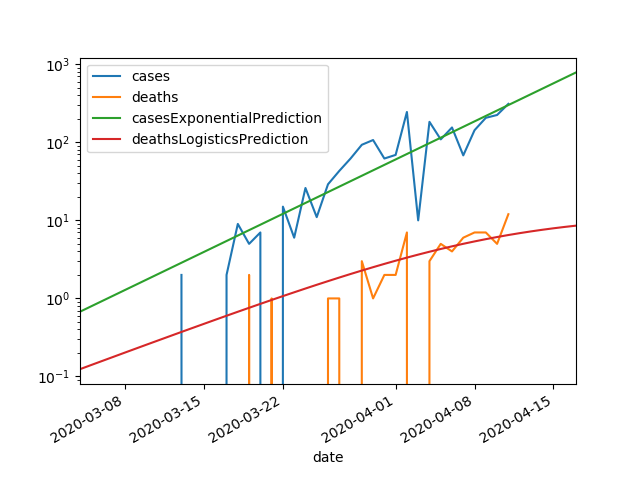 cases
deaths
casesExponentialPrediction
deathsLogisticsPrediction
10³
10²
10¹
10⁰
10⁻¹
2020-03-08
2020-03-15
2020-03-22
2020-04-01
2020-04-08
2020-04-15
date